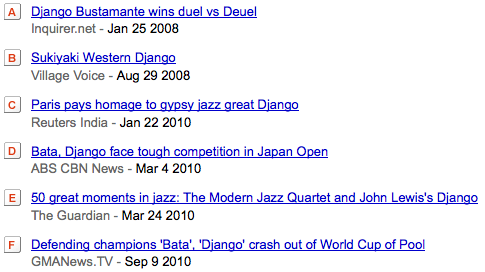 A Django Bustamante wins duel vs Deuel
Inquirer.net - Jan 25 2008
B Sukiyaki Western Django
Village Voice - Aug 29 2008
C Paris pays homage to gypsy jazz great Django
Reuters India - Jan 22 2010
D Bata, Django face tough competition in Japan Open
ABS CBN News - Mar 4 2010
E 50 great moments in jazz: The Modern Jazz Quartet and John Lewis's Django
The Guardian - Mar 24 2010
F Defending champions 'Bata', 'Django' crash out of World Cup of Pool
GMANews.TV - Sep 9 2010